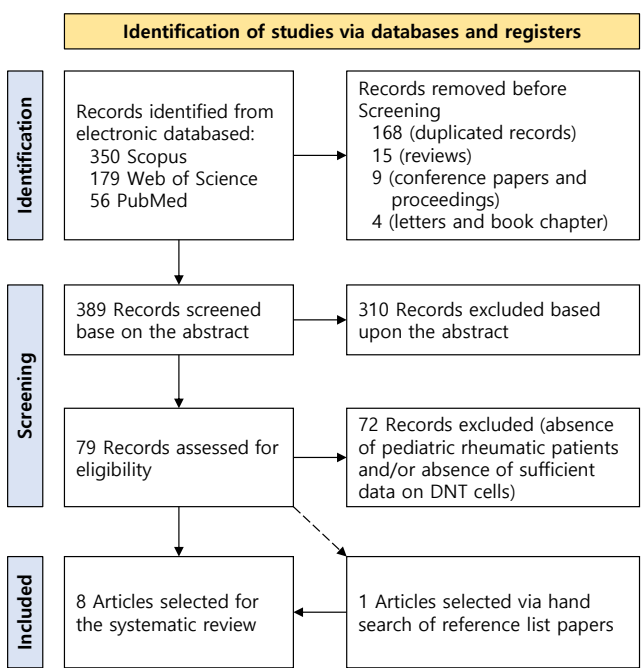 Identification of studies via databases and registers
Identification
Records identified from
electronic databased:
350 Scopus
179 Web of Science
56 PubMed
Records removed before
Screening
168 (duplicated records)
15 (reviews)
9 (conference papers and
proceedings)
4 (letters and book chapter)
Screening
389 Records screened
base on the abstract
310 Records excluded based
upon the abstract
79 Records assessed for
eligibility
72 Records excluded (absence
of pediatric rheumatic patients
and/or absence of sufficient
data on DNT cells)
Included
8 Articles selected for
the systematic review
1 Articles selected via hand
search of reference list papers